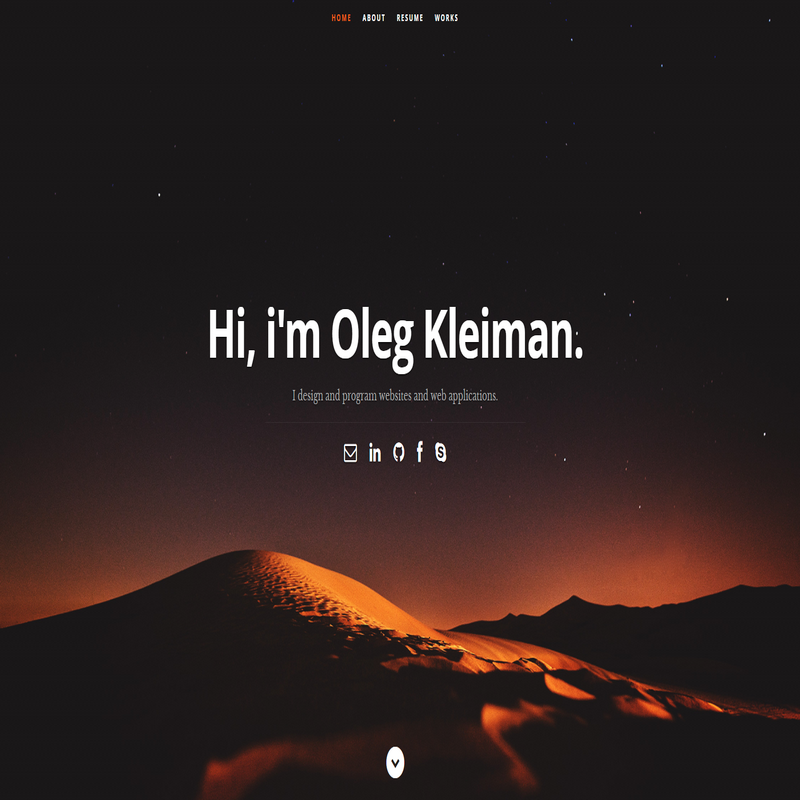 HOME ABOUT RESUME WORKS
Hi, i'm Oleg Kleiman.
I design and program websites and web applications.